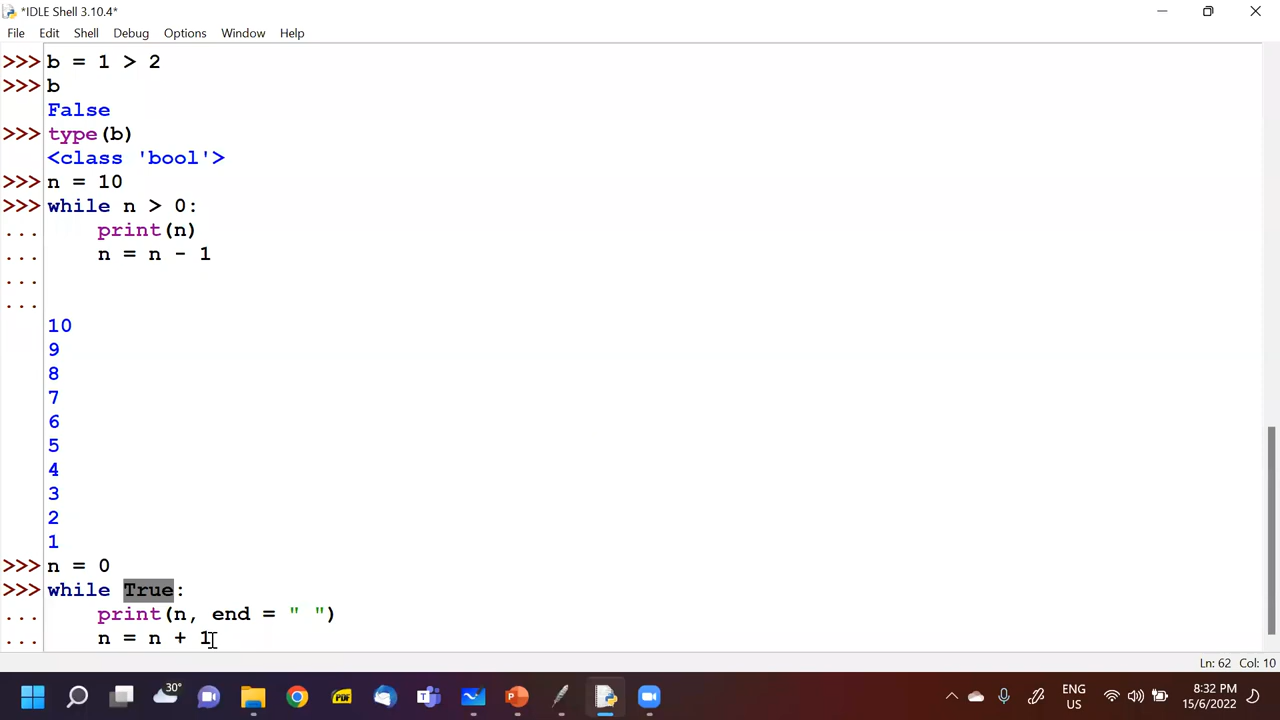 *IDLE Shell 3.10.4*
File Edit Shell Debug Options Window Help
>>> b = 1 > 2
>>> b
False
>>> type(b)
<class 'bool'>
>>> n = 10
>>> while n > 0:
...     print(n)
...     n = n - 1
...
...
10
9
8
7
6
5
4
3
2
1
>>> n = 0
>>> while True:
...     print(n, end = " ")
...     n = n + 1
Ln: 62 Col: 10
30°
PDF
ENG
US
8:32 PM
15/6/2022